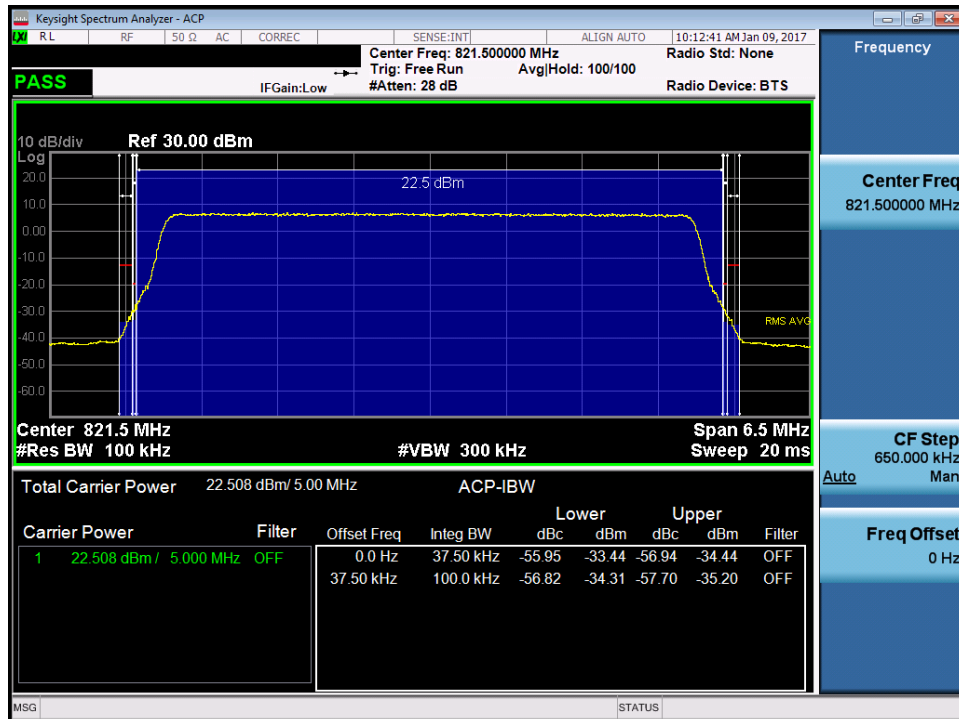 Keysight Spectrum Analyzer - ACP
LXI RL RF 50 Ω AC CORREC SENSE:INT ALIGN AUTO 10:12:41 AM Jan 09, 2017
Center Freq: 821.500000 MHz Radio Std: None
Trig: Free Run Avg|Hold: 100/100
PASS IFGain:Low #Atten: 28 dB Radio Device: BTS
10 dB/div Ref 30.00 dBm
Log
20.0
22.5 dBm
10.0
0.00
-10.0
-20.0
-30.0
RMS AVG
-40.0
-50.0
-60.0
Center 821.5 MHz Span 6.5 MHz
#Res BW 100 kHz #VBW 300 kHz Sweep 20 ms
Total Carrier Power 22.508 dBm/ 5.00 MHz ACP-IBW
Lower Upper
Carrier Power Filter Offset Freq Integ BW dBc dBm dBc dBm Filter
1 22.508 dBm / 5.000 MHz OFF 0.0 Hz 37.50 kHz -55.95 -33.44 -56.94 -34.44 OFF
37.50 kHz 100.0 kHz -56.82 -34.31 -57.70 -35.20 OFF
MSG STATUS
Frequency
Center Freq
821.500000 MHz
CF Step
650.000 kHz
Auto Man
Freq Offset
0 Hz